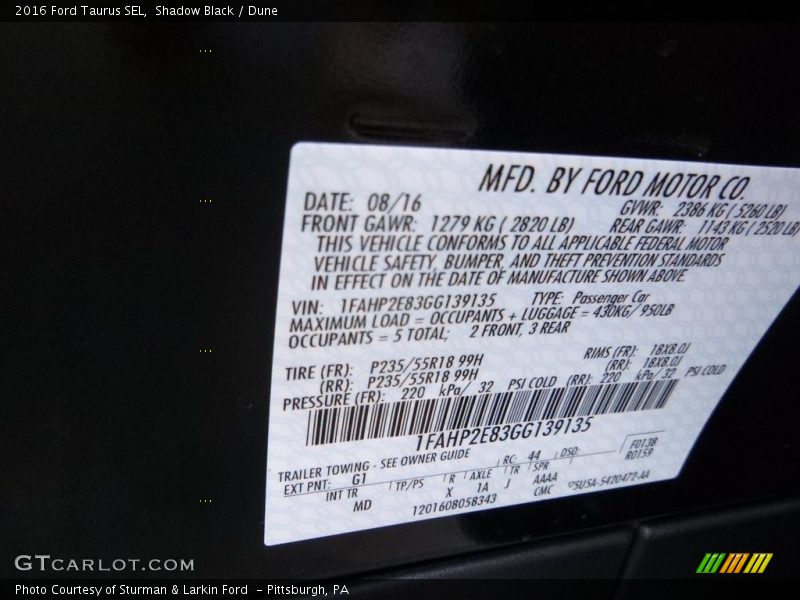 2016 Ford Taurus SEL, Shadow Black / Dune
MFD. BY FORD MOTOR CO.
DATE: 08/16 GVWR: 2386 KG ( 5260 LB)
FRONT GAWR: 1279 KG ( 2820 LB) REAR GAWR: 1143 KG ( 2520 LB)
THIS VEHICLE CONFORMS TO ALL APPLICABLE FEDERAL MOTOR
VEHICLE SAFETY, BUMPER, AND THEFT PREVENTION STANDARDS
IN EFFECT ON THE DATE OF MANUFACTURE SHOWN ABOVE.
VIN: 1FAHP2E83GG139135 TYPE: Passenger Car
MAXIMUM LOAD = OCCUPANTS + LUGGAGE = 430KG/ 950LB
OCCUPANTS = 5 TOTAL; 2 FRONT, 3 REAR
TIRE (FR): P235/55R18 99H RIMS (FR): 18X8.0J
(RR): P235/55R18 99H (RR): 18X8.0J
PRESSURE (FR): 220 kPa/ 32 PSI COLD (RR): 220 kPa/ 32 PSI COLD
1FAHP2E83GG139135
TRAILER TOWING - SEE OWNER GUIDE
EXT PNT: G1 RC: 44 DSO: F0138
R0159
INT TR TP/PS R AXLE TR SPR
MD X 1A J AAAA
1201608058343 CMC 5U5A-5420472-AA
GTCARLOT.COM
Photo Courtesy of Sturman & Larkin Ford - Pittsburgh, PA